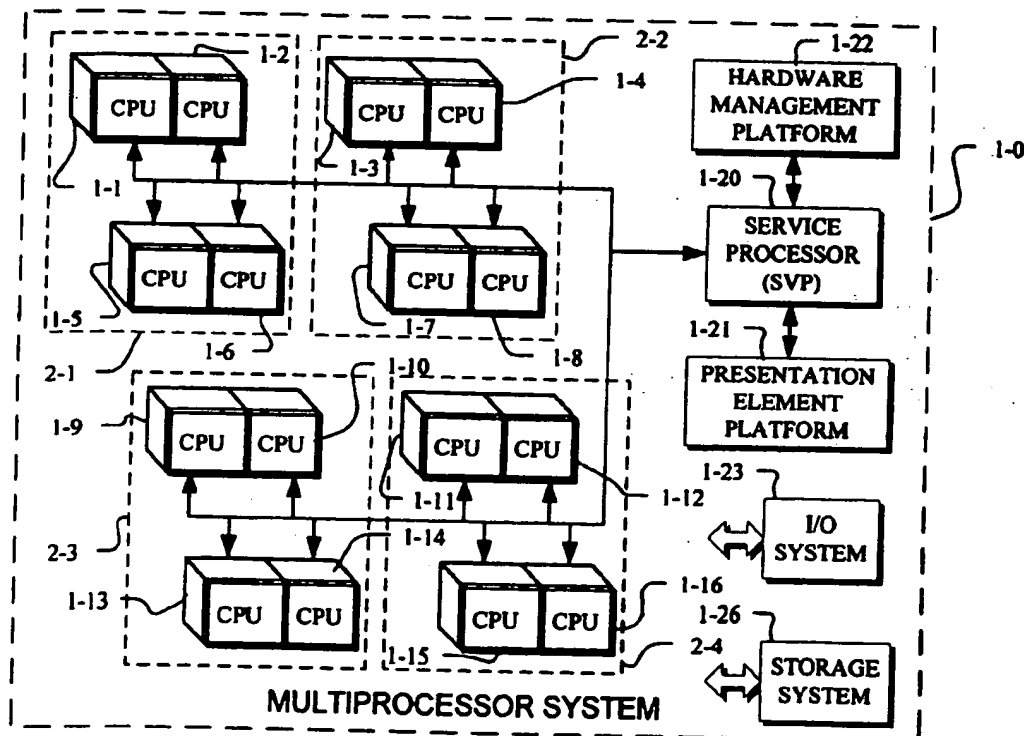 1-2
2-2
1-22
CPU CPU
CPU CPU
1-4
HARDWARE
MANAGEMENT
PLATFORM
1-0
1-1
1-3
1-20
CPU CPU
CPU CPU
SERVICE
PROCESSOR
(SVP)
1-5
1-6
1-7
1-8
2-1
1-21
1-10
PRESENTATION
ELEMENT
PLATFORM
1-9
CPU CPU
CPU CPU
1-11
1-12
1-23
I/O
SYSTEM
2-3
1-14
1-13
CPU CPU
CPU CPU
1-16
1-26
1-15
2-4
STORAGE
SYSTEM
MULTIPROCESSOR SYSTEM